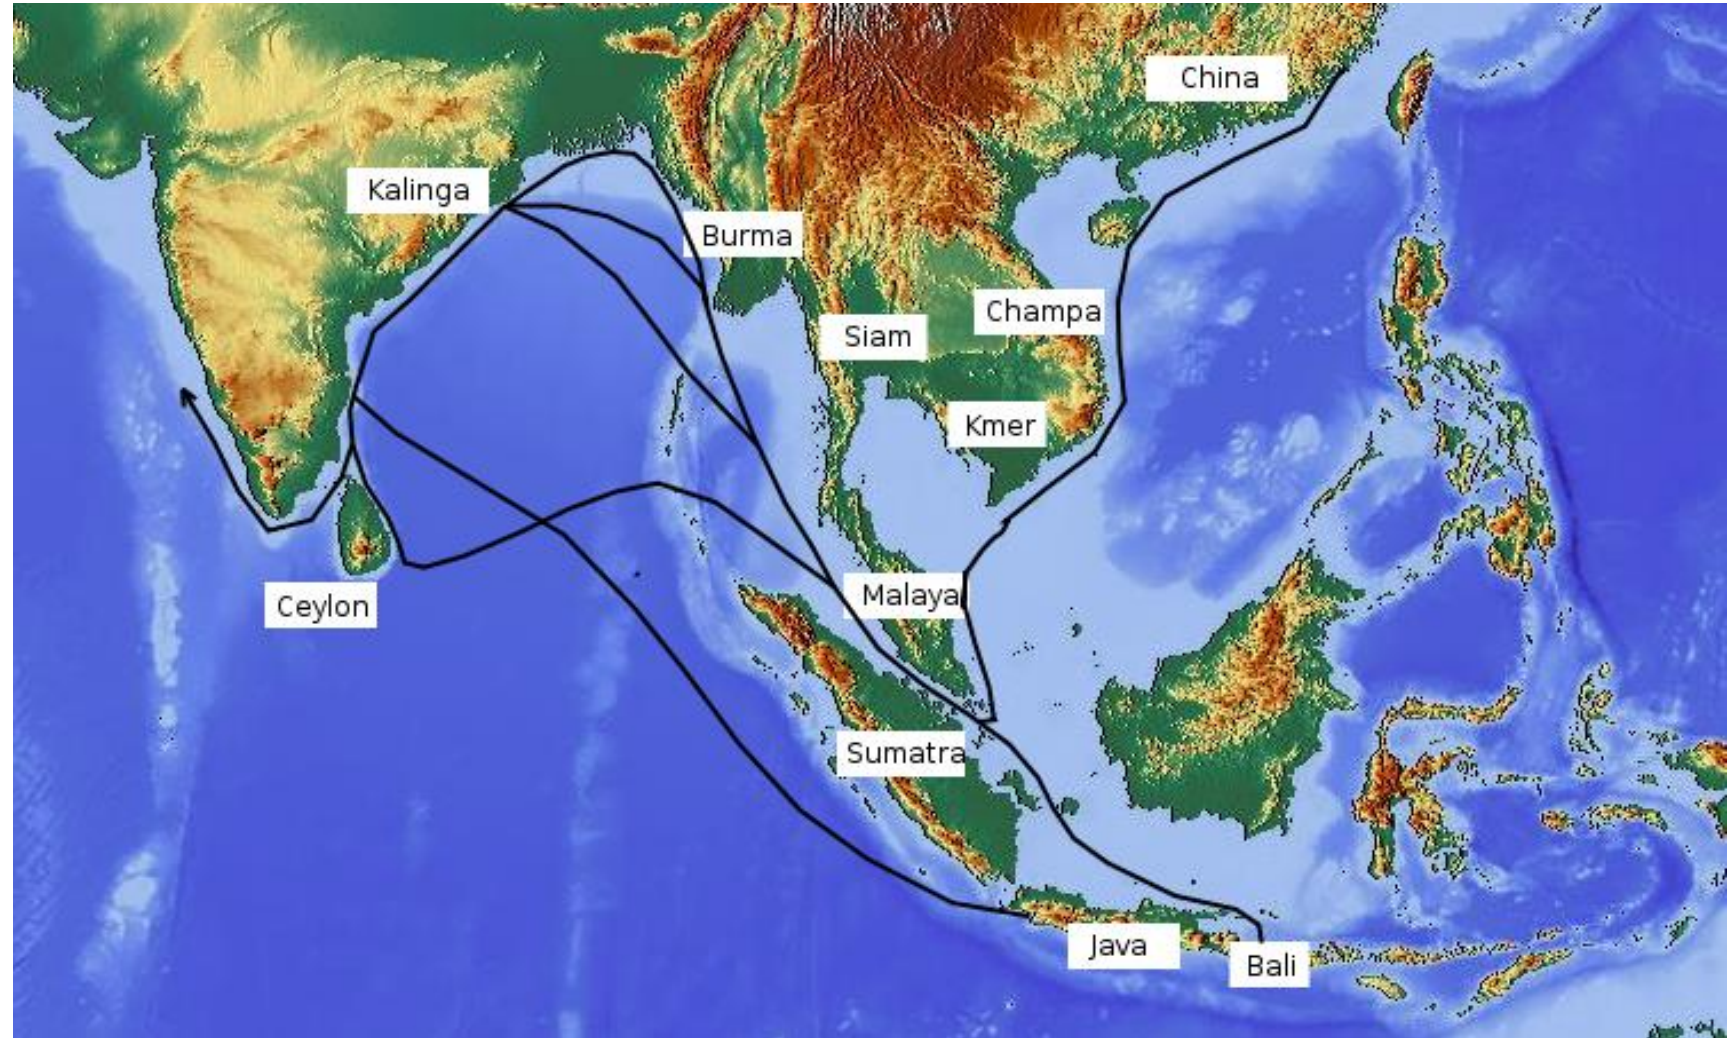 China
Kalinga
Burma
Champa
Siam
Kmer
Malaya
Ceylon
Sumatra
Java
Bali